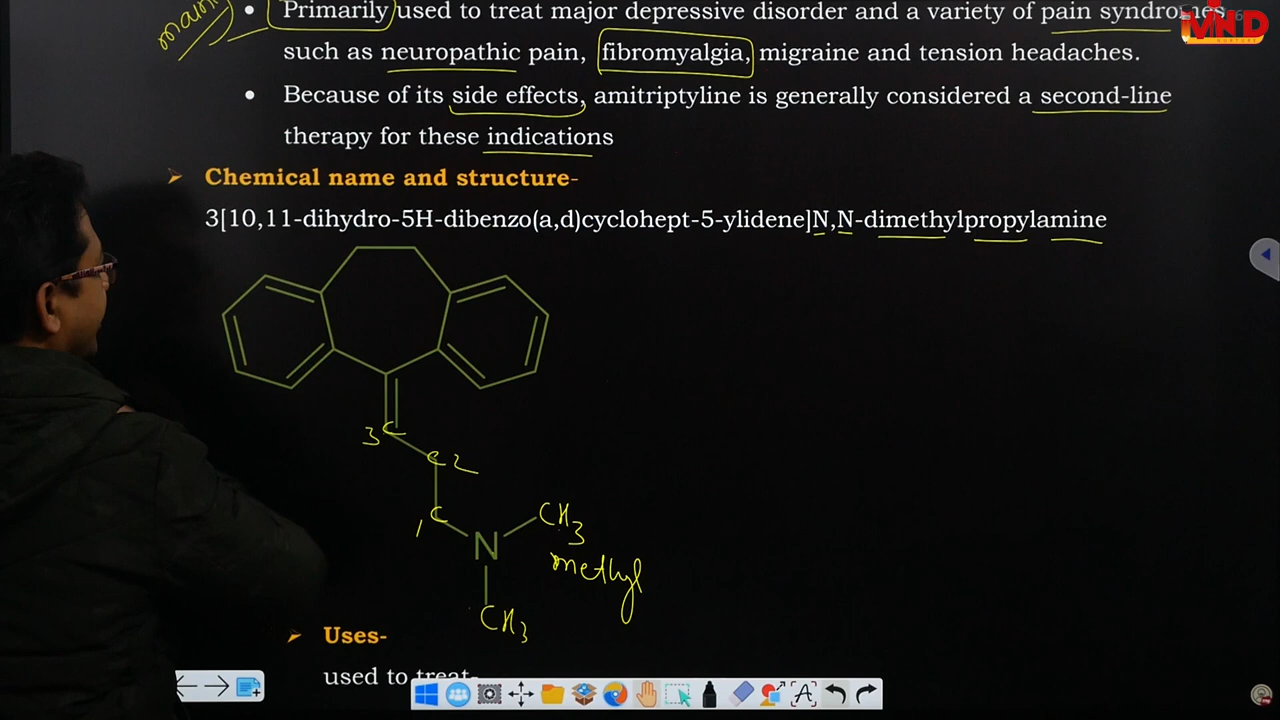 • Primarily used to treat major depressive disorder and a variety of pain syndromes
such as neuropathic pain, fibromyalgia, migraine and tension headaches.
• Because of its side effects, amitriptyline is generally considered a second-line
therapy for these indications
➢ Chemical name and structure-
3[10,11-dihydro-5H-dibenzo(a,d)cyclohept-5-ylidene]N,N-dimethylpropylamine
3 C
C 2
1 C
N CH3
methyl
CH3
➢ Uses-
used to treat-